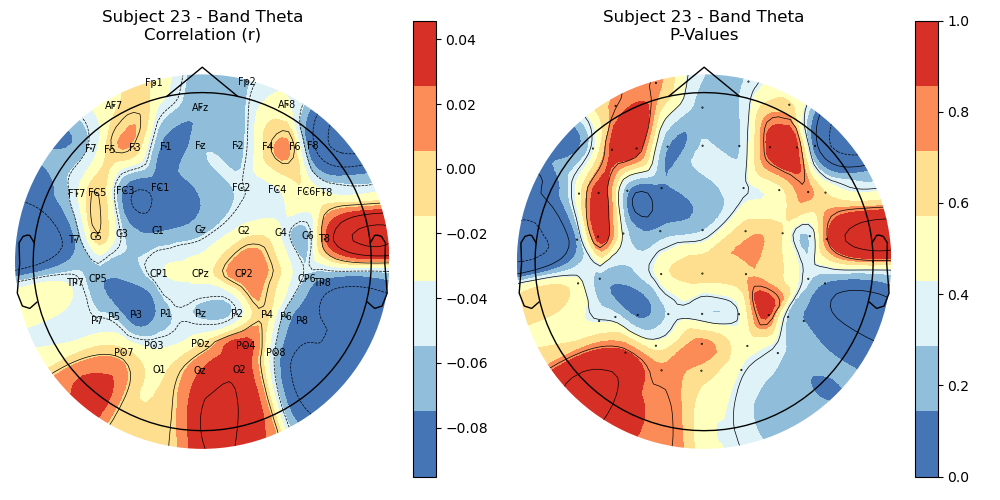 Subject 23 - Band Theta
Correlation (r)
Subject 23 - Band Theta
P-Values
Fp1 Fp2
AF7 AFz AF8
F7 F5 F3 F1 Fz F2 F4 F6 F8
FT7 FC5 FC3 FC1 FC2 FC4 FC6 FT8
T7 C5 C3 C1 Cz C2 C4 C6 T8
TP7 CP5 CP1 CPz CP2 CP6 TP8
P7 P5 P3 P1 Pz P2 P4 P6 P8
PO7 PO3 POz PO4 PO8
O1 Oz O2
0.04
0.02
0.00
−0.02
−0.04
−0.06
−0.08
1.0
0.8
0.6
0.4
0.2
0.0